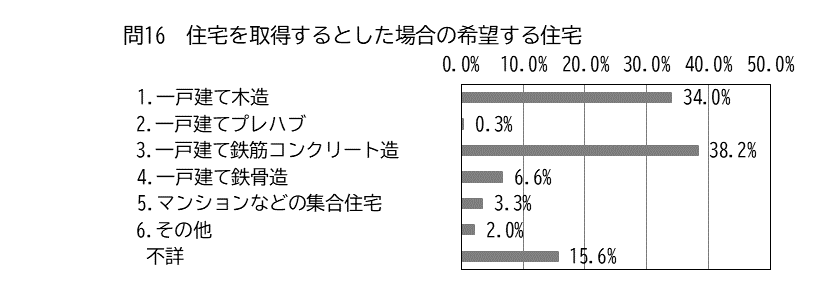 問16 住宅を取得するとした場合の希望する住宅
0.0% 10.0% 20.0% 30.0% 40.0% 50.0%
1.一戸建て木造 34.0%
2.一戸建てプレハブ 0.3%
3.一戸建て鉄筋コンクリート造 38.2%
4.一戸建て鉄骨造 6.6%
5.マンションなどの集合住宅 3.3%
6.その他 2.0%
不詳 15.6%